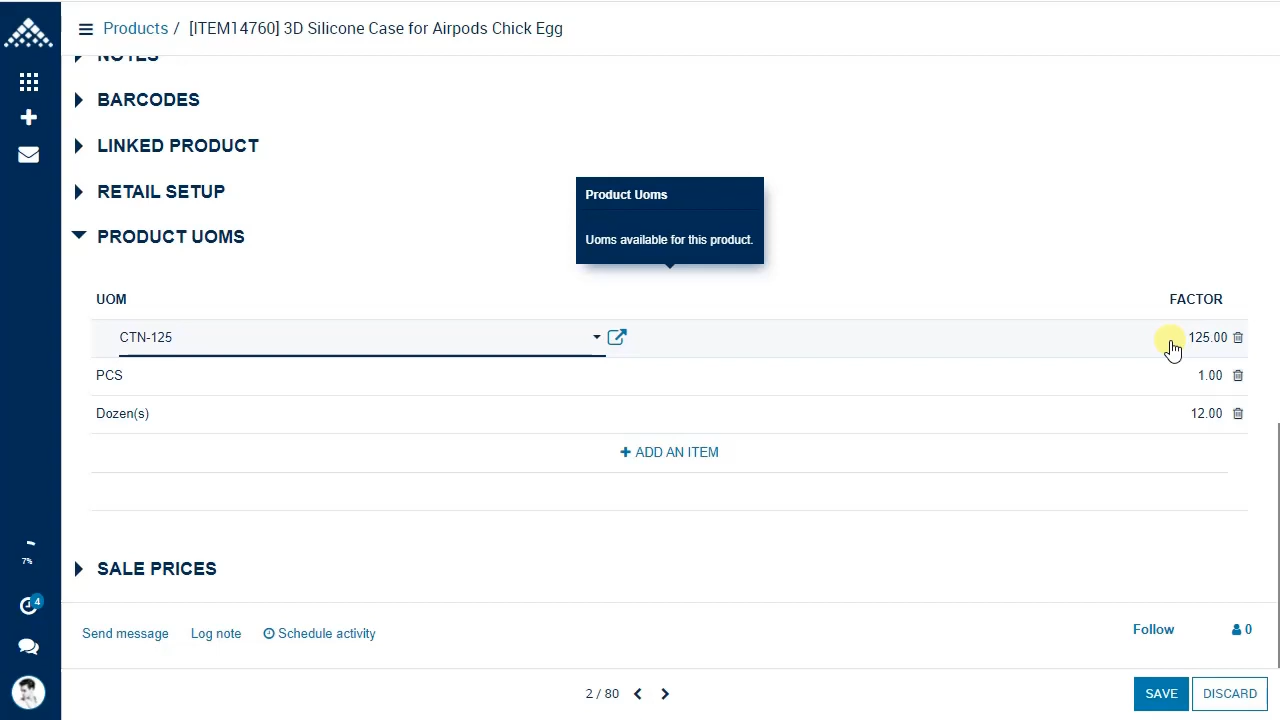 Products / [ITEM14760] 3D Silicone Case for Airpods Chick Egg
NOTES
BARCODES
LINKED PRODUCT
RETAIL SETUP
Product Uoms
Uoms available for this product.
PRODUCT UOMS
UOM FACTOR
CTN-125 125.00
PCS 1.00
Dozen(s) 12.00
+ ADD AN ITEM
7%
SALE PRICES
4
Send message Log note Schedule activity Follow 0
2 / 80 SAVE DISCARD